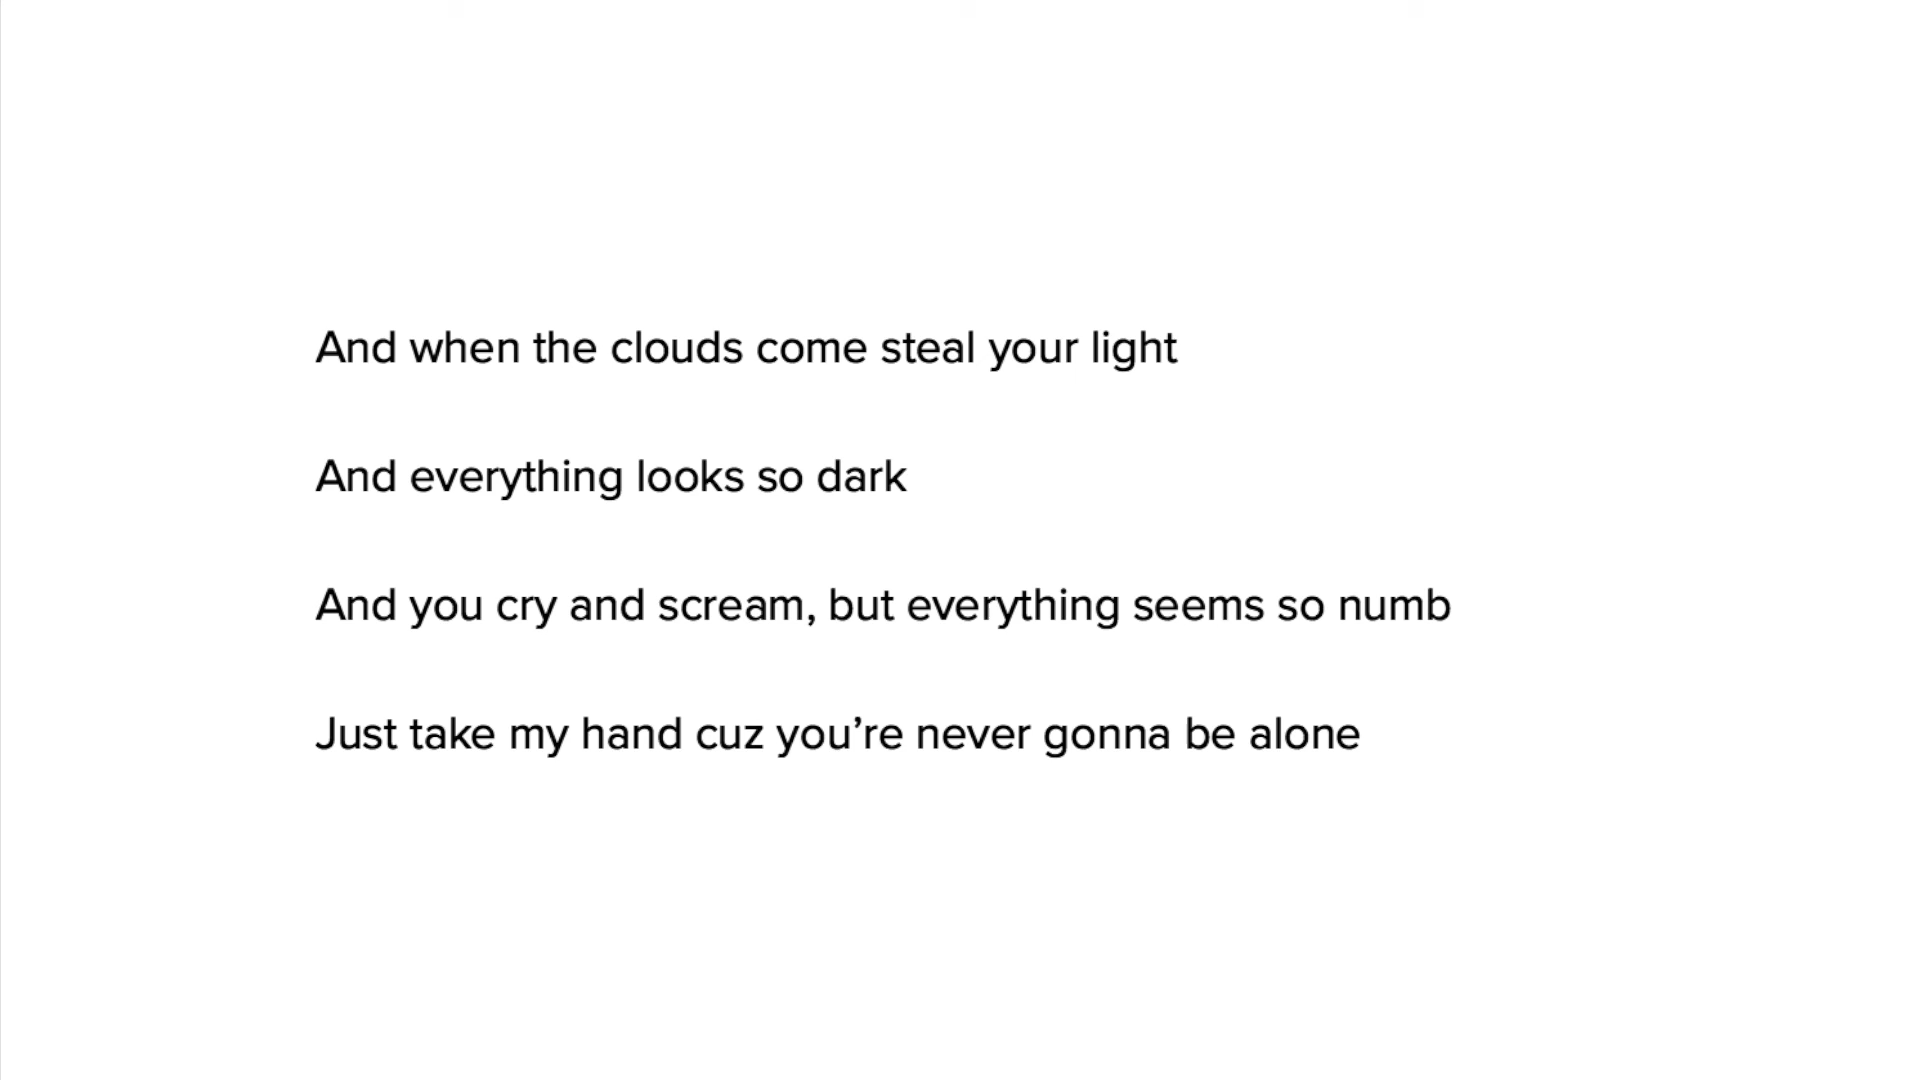 And when the clouds come steal your light
And everything looks so dark
And you cry and scream, but everything seems so numb
Just take my hand cuz you’re never gonna be alone